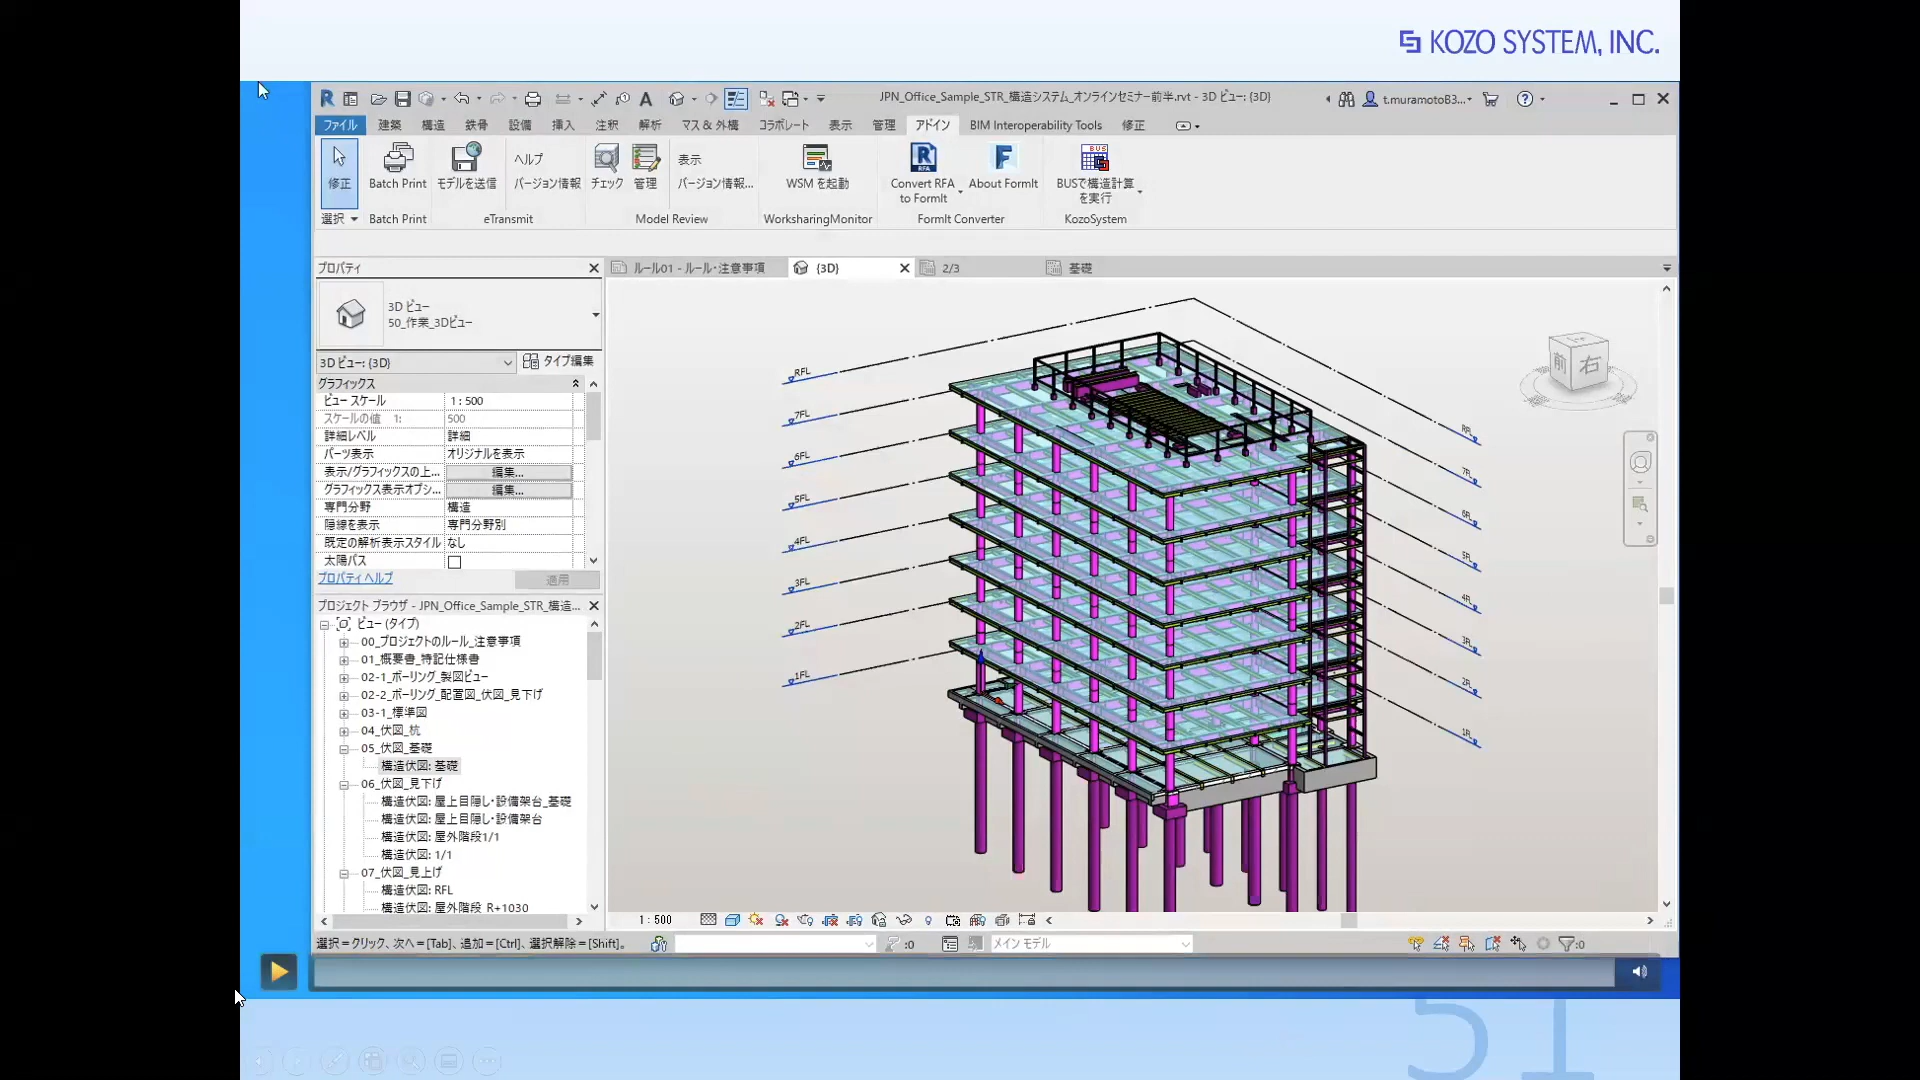 KOZO SYSTEM, INC.
JPN_Office_Sample_STR_構造システム_オンラインセミナー前半.rvt - 3D ビュー: {3D}
t.muramotoB3...
ファイル 建築 構造 鉄骨 設備 挿入 注釈 解析 マス & 外構 コラボレート 表示 管理 アドイン BIM Interoperability Tools 修正
修正
Batch Print
モデルを送信
ヘルプ
バージョン情報
チェック
管理
表示
バージョン情報...
WSM を起動
Convert RFA
to FormIt
About FormIt
BUSで構造計算
を実行
選択 Batch Print eTransmit Model Review WorksharingMonitor FormIt Converter KozoSystem
プロパティ
ルール01 - ルール・注意事項
{3D}
2/3
基礎
3D ビュー
50_作業_3Dビュー
3D ビュー: {3D}
タイプ編集
グラフィックス
ビュー スケール 1 : 500
スケールの値 1: 500
詳細レベル 詳細
パーツ表示 オリジナルを表示
表示/グラフィックスの上... 編集...
グラフィックス表示オプシ... 編集...
専門分野 構造
隠線を表示 専門分野別
既定の解析表示スタイル なし
太陽パス
プロパティ ヘルプ 適用
プロジェクト ブラウザ - JPN_Office_Sample_STR_構造...
ビュー (タイプ)
00_プロジェクトのルール_注意事項
01_概要書_特記仕様書
02-1_ボーリング_製図ビュー
02-2_ボーリング_配置図_伏図_見下げ
03-1_標準図
04_伏図_杭
05_伏図_基礎
構造伏図: 基礎
06_伏図_見下げ
構造伏図: 屋上目隠し・設備架台_基礎
構造伏図: 屋上目隠し・設備架台
構造伏図: 屋外階段1/1
構造伏図: 1/1
07_伏図_見上げ
構造伏図: RFL
構造伏図: 屋外階段 R+1030
RFL
7FL
6FL
5FL
4FL
3FL
2FL
1FL
前
右
1 : 500
選択＝クリック、次へ＝[Tab]、追加＝[Ctrl]、選択解除＝[Shift]。
:0
メイン モデル
:0
51